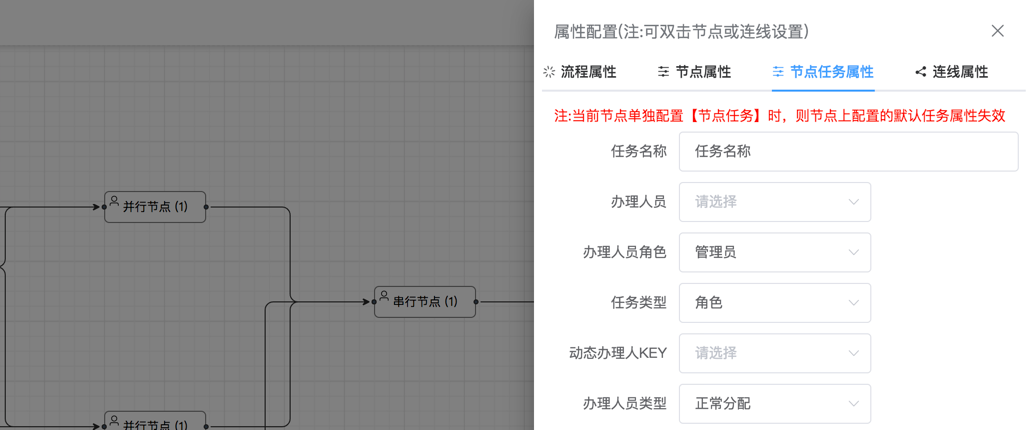 属性配置(注:可双击节点或连线设置)
流程属性 节点属性 节点任务属性 连线属性
注:当前节点单独配置【节点任务】时，则节点上配置的默认任务属性失效
任务名称 任务名称
办理人员 请选择
办理人员角色 管理员
任务类型 角色
动态办理人KEY 请选择
办理人员类型 正常分配
并行节点 (1)
串行节点 (1)
并行节点 (1)